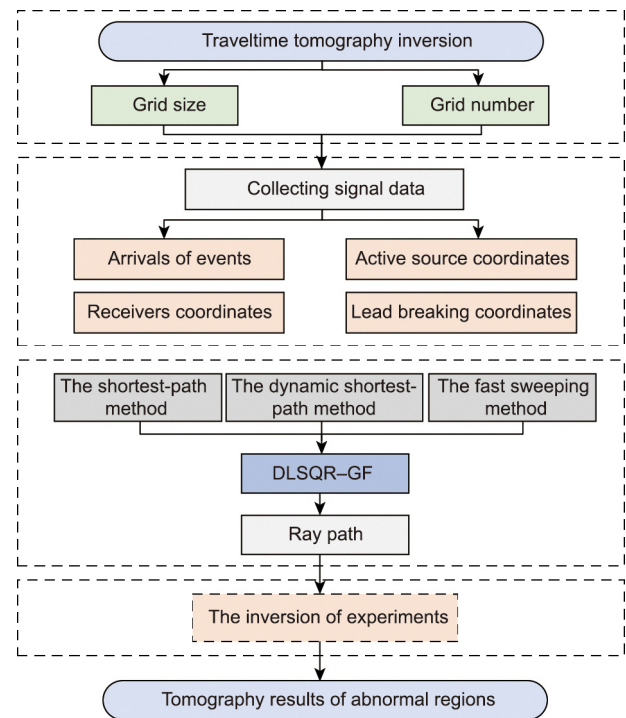 Traveltime tomography inversion
Grid size
Grid number
Collecting signal data
Arrivals of events
Active source coordinates
Receivers coordinates
Lead breaking coordinates
The shortest-path
method
The dynamic shortest-
path method
The fast sweeping
method
DLSQR–GF
Ray path
The inversion of experiments
Tomography results of abnormal regions